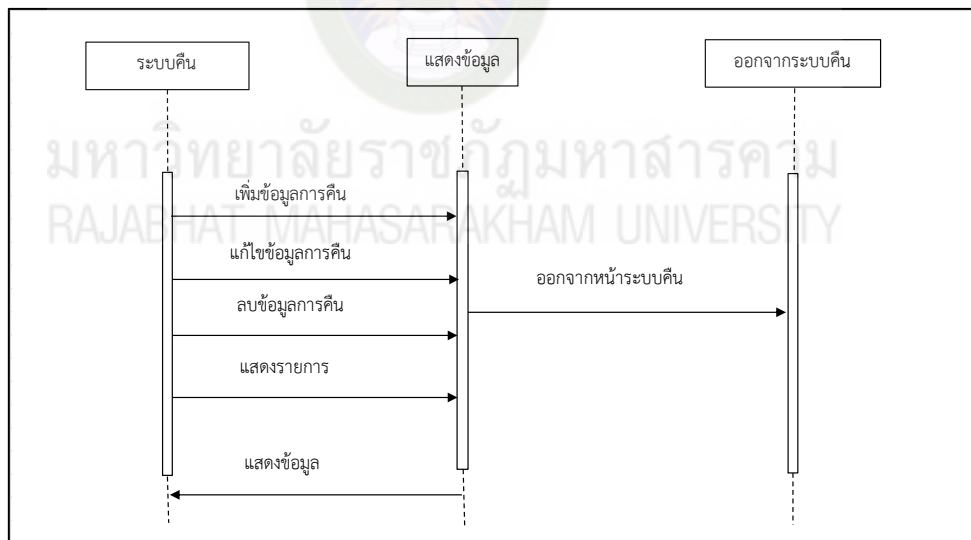 ระบบคืน
แสดงข้อมูล
ออกจากระบบคืน
มหาวิทยาลัยราชภัฏมหาสารคาม
RAJABHAT MAHASARAKHAM UNIVERSITY
เพิ่มข้อมูลการคืน
แก้ไขข้อมูลการคืน
ออกจากหน้าระบบคืน
ลบข้อมูลการคืน
แสดงรายการ
แสดงข้อมูล